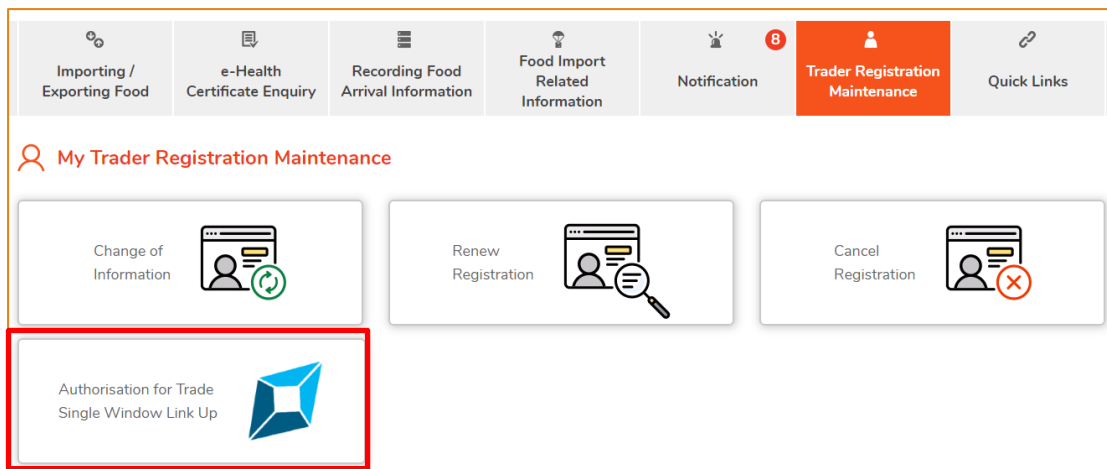 Importing /
Exporting Food
e-Health
Certificate Enquiry
Recording Food
Arrival Information
Food Import
Related
Information
8
Notification
Trader Registration
Maintenance
Quick Links
My Trader Registration Maintenance
Change of
Information
Renew
Registration
Cancel
Registration
Authorisation for Trade
Single Window Link Up